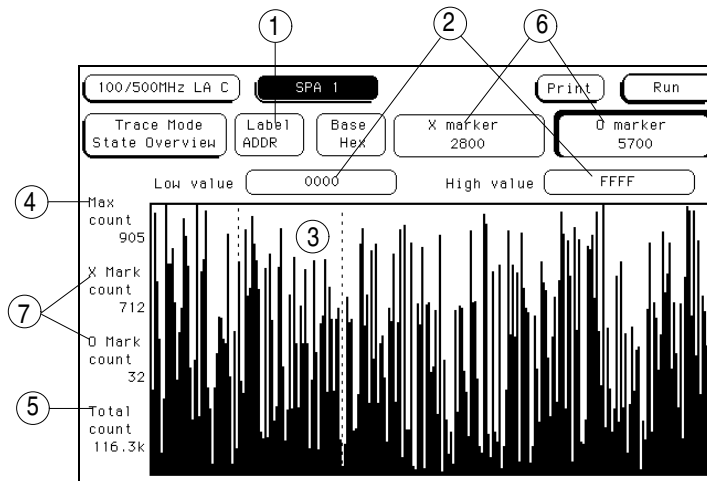 1
2
6
100/500MHz LA C
SPA 1
Print
Run
Trace Mode
State Overview
Label
ADDR
Base
Hex
X marker
2800
O marker
5700
Low value
0000
High value
FFFF
4
Max
count
905
3
X Mark
count
712
7
O Mark
count
32
5
Total
count
116.3k